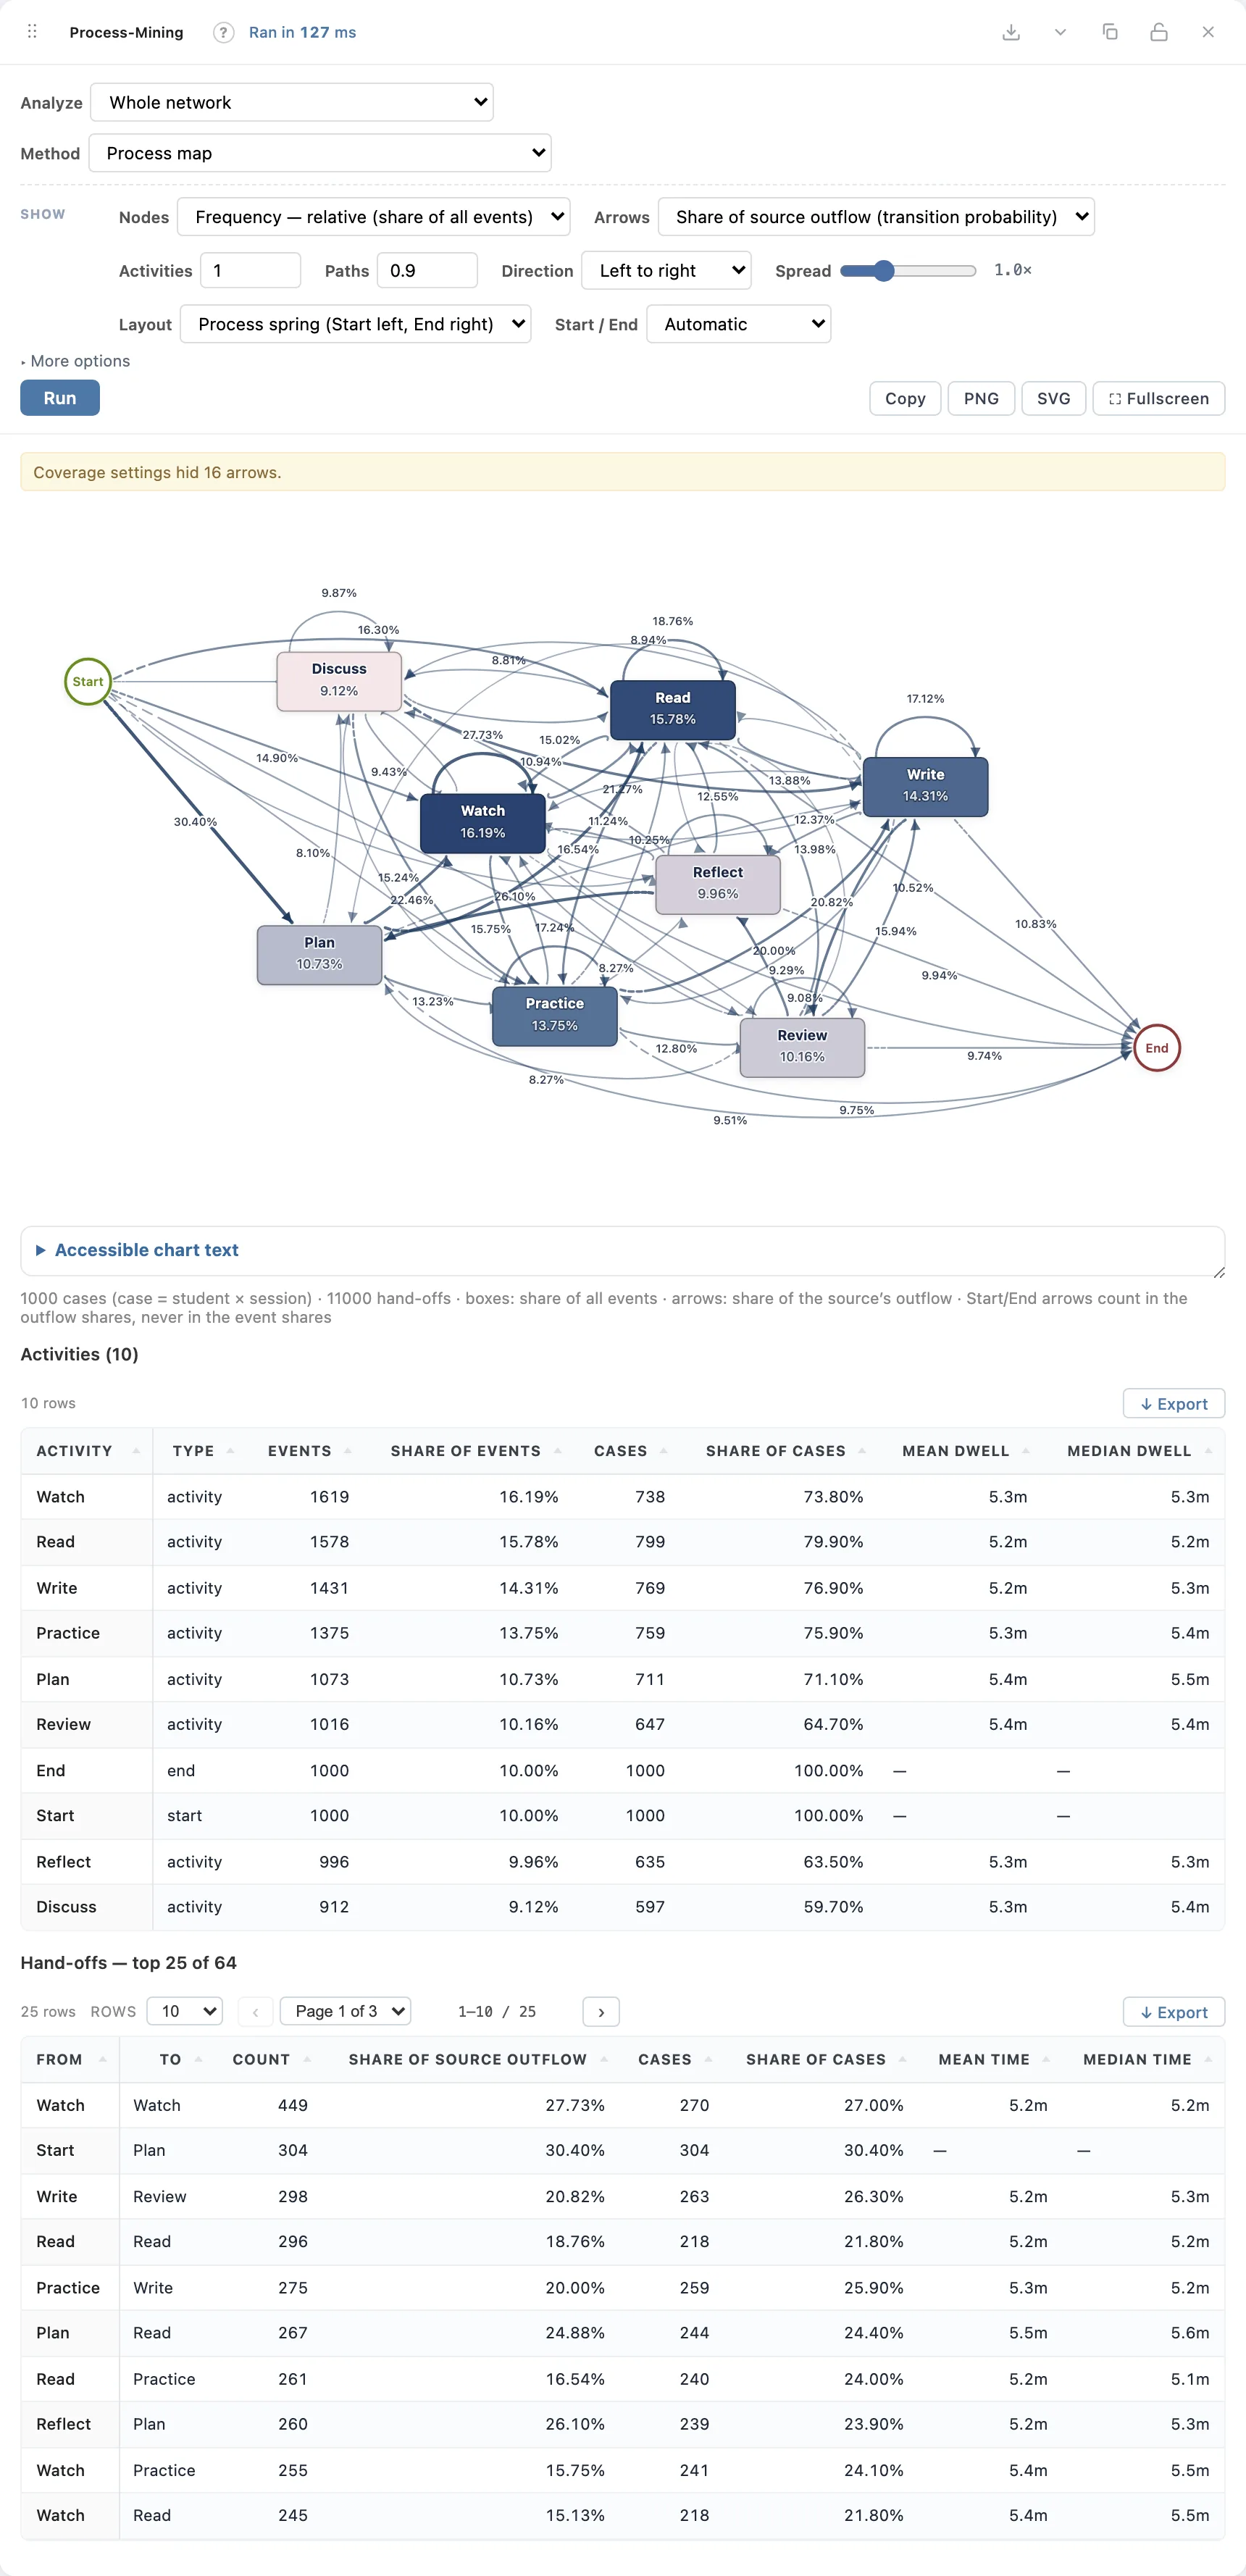 Process-Mining ? Ran in 127 ms
Analyze Whole network
Method Process map
SHOW Nodes Frequency — relative (share of all events) Arrows Share of source outflow (transition probability)
Activities 1 Paths 0.9 Direction Left to right Spread 1.0×
Layout Process spring (Start left, End right) Start / End Automatic
More options
Run Copy PNG SVG Fullscreen
Coverage settings hid 16 arrows.
9.87%
18.76%
16.30%
8.94%
8.81%
Discuss
9.12%
Start
Read
15.78%
17.12%
27.73%
15.02%
14.90%
10.94%
9.43%
Write
14.31%
13.88%
21.27%
12.55%
Watch
16.19%
30.40%
11.24%
12.37%
10.25%
16.54%
13.98%
8.10%
Reflect
9.96%
15.24%
22.46%
26.10%
10.52%
20.82%
10.83%
15.75%
17.24%
15.94%
Plan
10.73%
20.00%
8.27%
9.29%
9.94%
13.23%
Practice
13.75%
9.08%
Review
10.16%
12.80%
End
9.74%
8.27%
9.75%
9.51%
Accessible chart text
1000 cases (case = student × session) · 11000 hand-offs · boxes: share of all events · arrows: share of the source’s outflow · Start/End arrows count in the
outflow shares, never in the event shares
Activities (10)
10 rows Export
ACTIVITY TYPE EVENTS SHARE OF EVENTS CASES SHARE OF CASES MEAN DWELL MEDIAN DWELL
Watch activity 1619 16.19% 738 73.80% 5.3m 5.3m
Read activity 1578 15.78% 799 79.90% 5.2m 5.2m
Write activity 1431 14.31% 769 76.90% 5.2m 5.3m
Practice activity 1375 13.75% 759 75.90% 5.3m 5.4m
Plan activity 1073 10.73% 711 71.10% 5.4m 5.5m
Review activity 1016 10.16% 647 64.70% 5.4m 5.4m
End end 1000 10.00% 1000 100.00% — —
Start start 1000 10.00% 1000 100.00% — —
Reflect activity 996 9.96% 635 63.50% 5.3m 5.3m
Discuss activity 912 9.12% 597 59.70% 5.3m 5.4m
Hand-offs — top 25 of 64
25 rows ROWS 10 ‹ Page 1 of 3 1–10 / 25 › Export
FROM TO COUNT SHARE OF SOURCE OUTFLOW CASES SHARE OF CASES MEAN TIME MEDIAN TIME
Watch Watch 449 27.73% 270 27.00% 5.2m 5.2m
Start Plan 304 30.40% 304 30.40% — —
Write Review 298 20.82% 263 26.30% 5.2m 5.3m
Read Read 296 18.76% 218 21.80% 5.2m 5.2m
Practice Write 275 20.00% 259 25.90% 5.3m 5.2m
Plan Read 267 24.88% 244 24.40% 5.5m 5.6m
Read Practice 261 16.54% 240 24.00% 5.2m 5.1m
Reflect Plan 260 26.10% 239 23.90% 5.2m 5.3m
Watch Practice 255 15.75% 241 24.10% 5.4m 5.5m
Watch Read 245 15.13% 218 21.80% 5.4m 5.5m